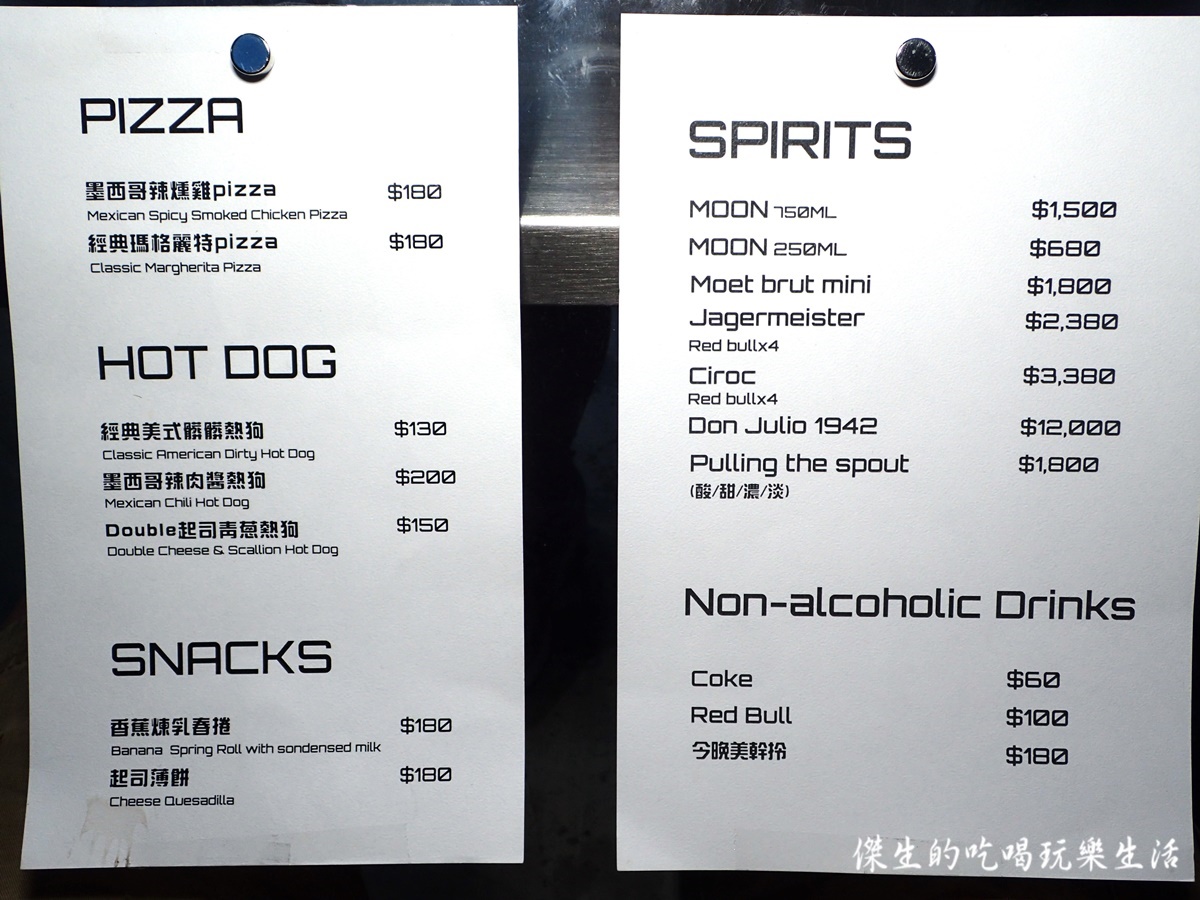 PIZZA
墨西哥辣燻雞pizza $180
Mexican Spicy Smoked Chicken Pizza
經典瑪格麗特pizza $180
Classic Margherita Pizza
HOT DOG
經典美式髒髒熱狗 $130
Classic American Dirty Hot Dog
墨西哥辣肉醬熱狗 $200
Mexican Chili Hot Dog
Double起司青蔥熱狗 $150
Double Cheese & Scallion Hot Dog
SNACKS
香蕉煉乳春捲 $180
Banana Spring Roll with sondensed milk
起司薄餅 $180
Cheese Quesadilla
SPIRITS
MOON 750ML $1,500
MOON 250ML $680
Moet brut mini $1,800
Jagermeister $2,380
Red bullx4
Ciroc $3,380
Red bullx4
Don Julio 1942 $12,000
Pulling the spout $1,800
(酸/甜/濃/淡)
Non-alcoholic Drinks
Coke $60
Red Bull $100
今晚美幹拎 $180
傑生的吃喝玩樂生活